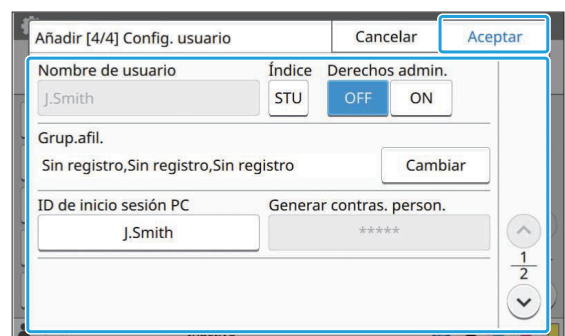 Añadir [4/4] Config. usuario Cancelar Aceptar
Nombre de usuario Índice Derechos admin.
J.Smith STU OFF ON
Grup.afil.
Sin registro,Sin registro,Sin registro Cambiar
ID de inicio sesión PC Generar contras. person.
J.Smith *****
1
2